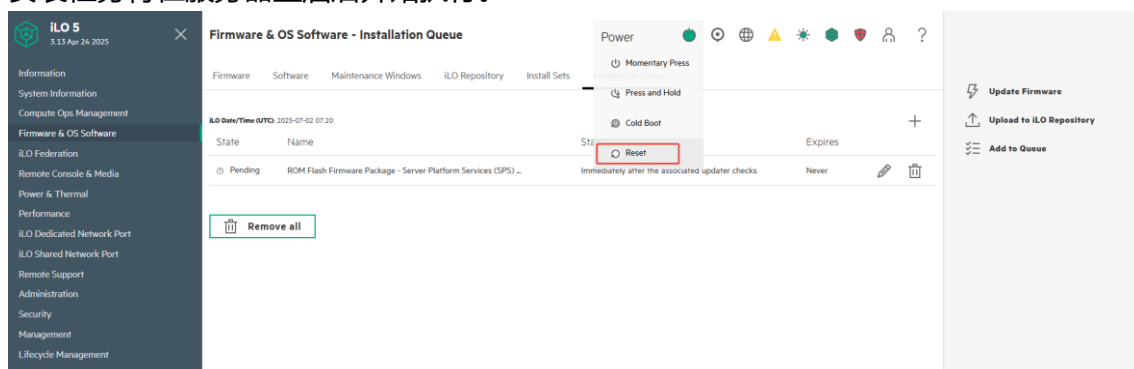 iLO 5
3.13 Apr 24 2025
Information
System Information
Compute Ops Management
Firmware & OS Software
iLO Federation
Remote Console & Media
Power & Thermal
Performance
iLO Dedicated Network Port
iLO Shared Network Port
Remote Support
Administration
Security
Management
Lifecycle Management
Firmware & OS Software - Installation Queue
Firmware Software Maintenance Windows iLO Repository Install Sets
iLO Date/Time (UTC): 2025-07-02 07:20
State Name Sta Expires
Pending ROM Flash Firmware Package - Server Platform Services (SPS) ... Immediately after the associated updater checks Never
Remove all
Power
Momentary Press
Press and Hold
Cold Boot
Reset
?
Update Firmware
Upload to iLO Repository
Add to Queue